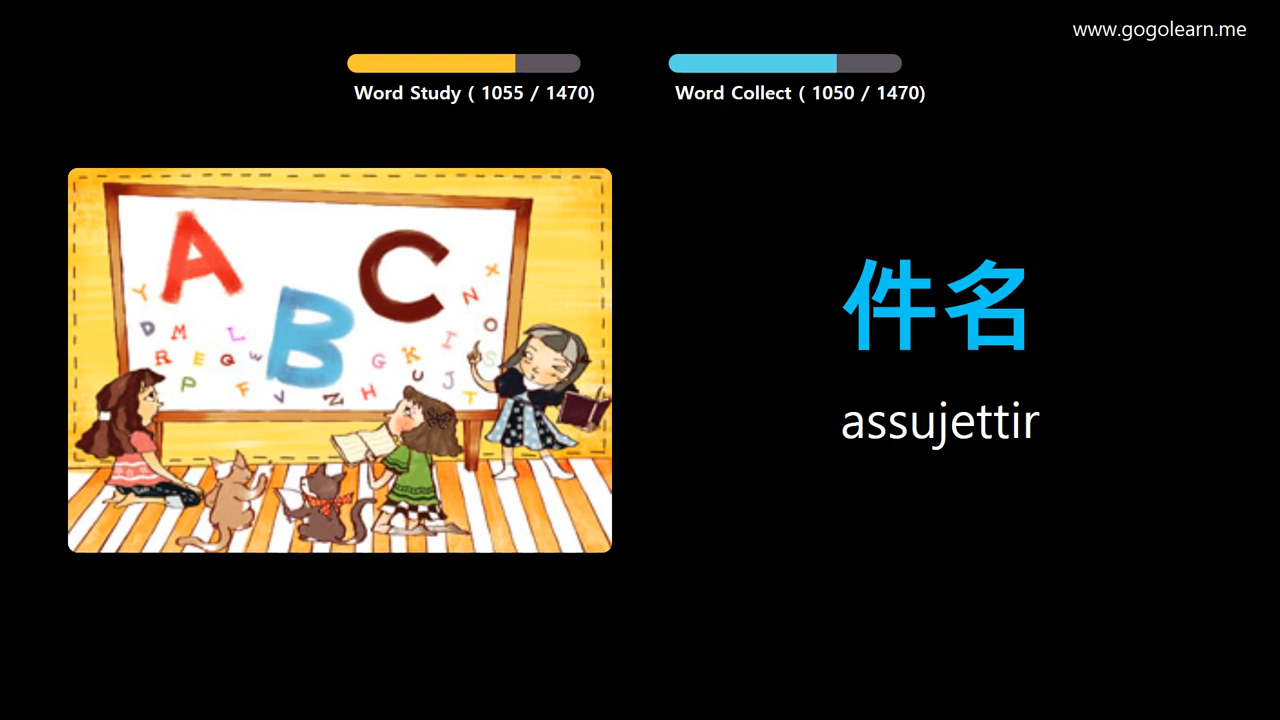 www.gogolearn.me
Word Study ( 1055 / 1470)
Word Collect ( 1050 / 1470)
A
C
B
Y
X
N
D
M
L
O
I
R
E
Q
W
G
K
S
P
F
V
Z
H
U
J
T
件名
assujettir